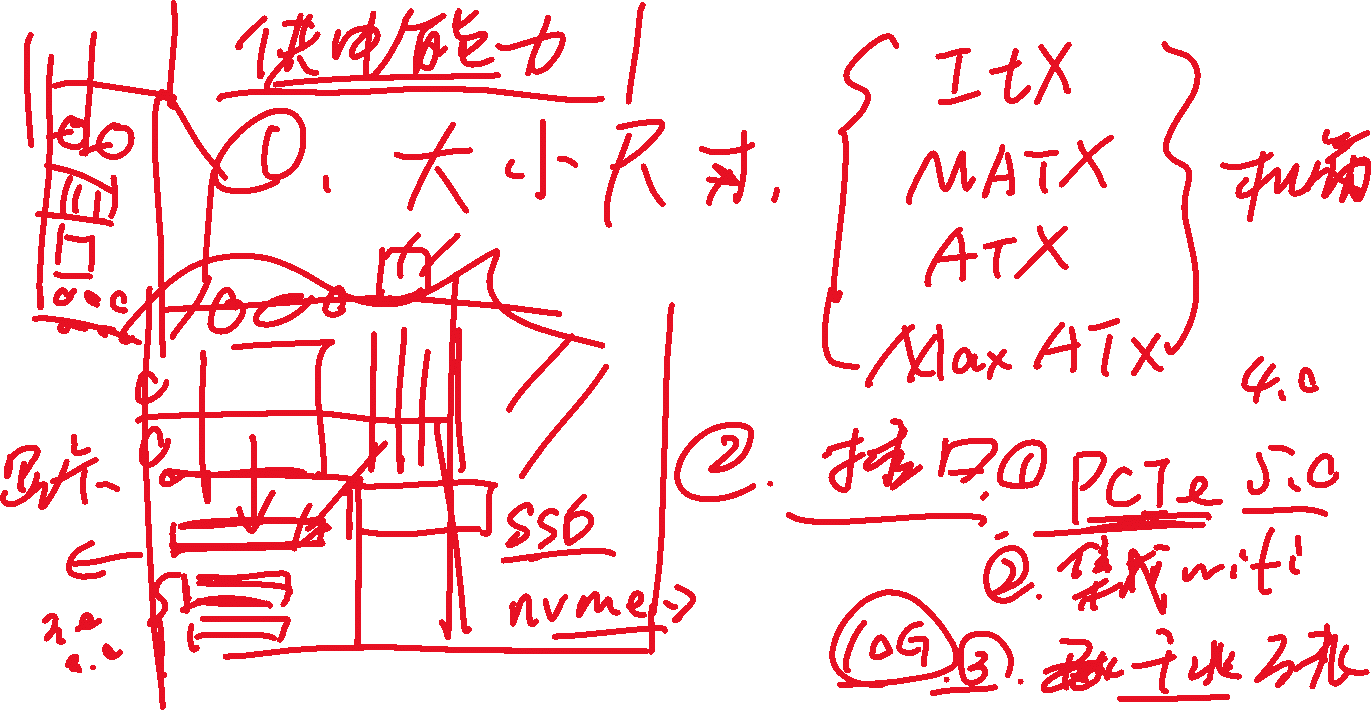 供电能力
①. 大小尺寸.
ItX
MATX
ATX
Max ATX
机箱
4.0
②. 接口. ① PCIe 5.0
②. 集成wifi
10G ③. 千兆 万兆
显卡
SSD
nvme